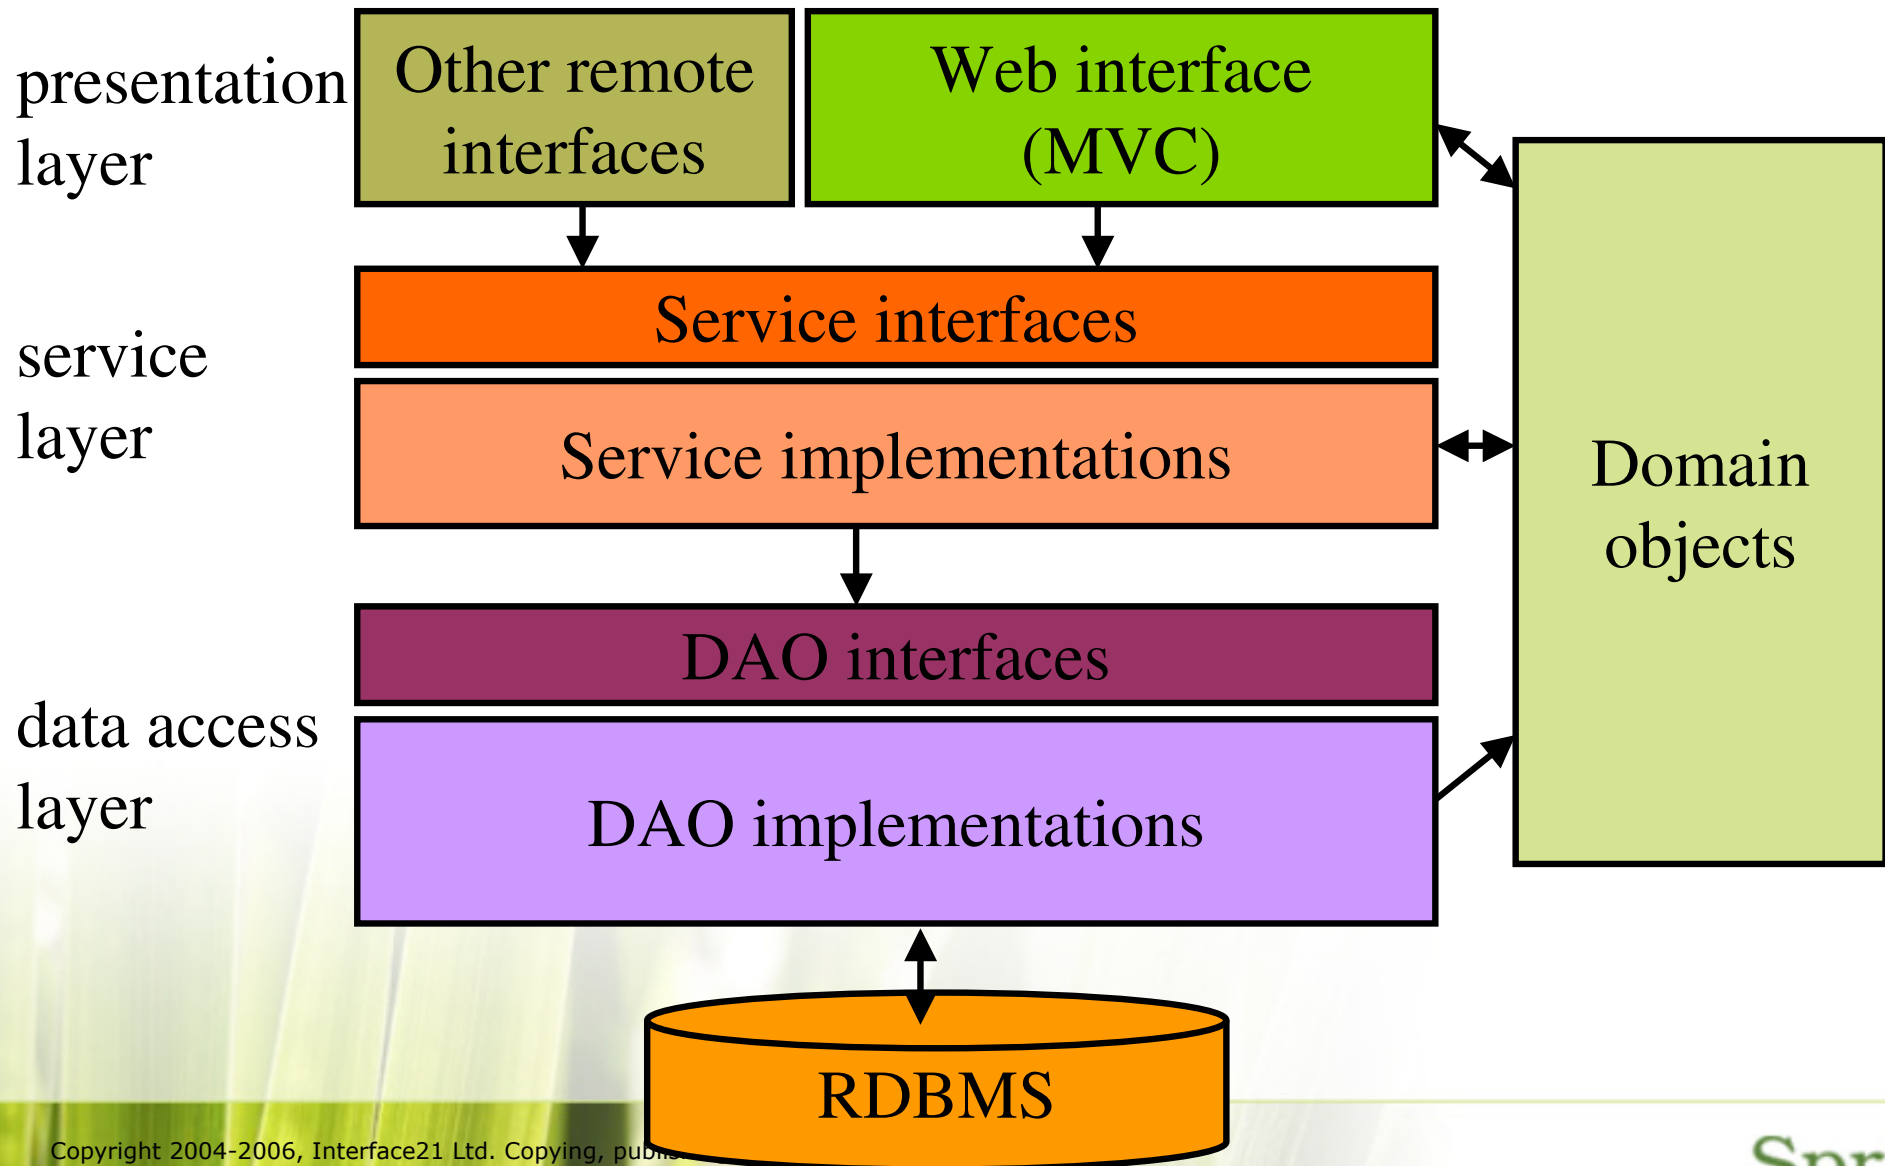 presentation
layer
Other remote
interfaces
Web interface
(MVC)
service
layer
Service interfaces
Service implementations
Domain
objects
data access
layer
DAO interfaces
DAO implementations
RDBMS
Copyright 2004-2006, Interface21 Ltd. Copying,